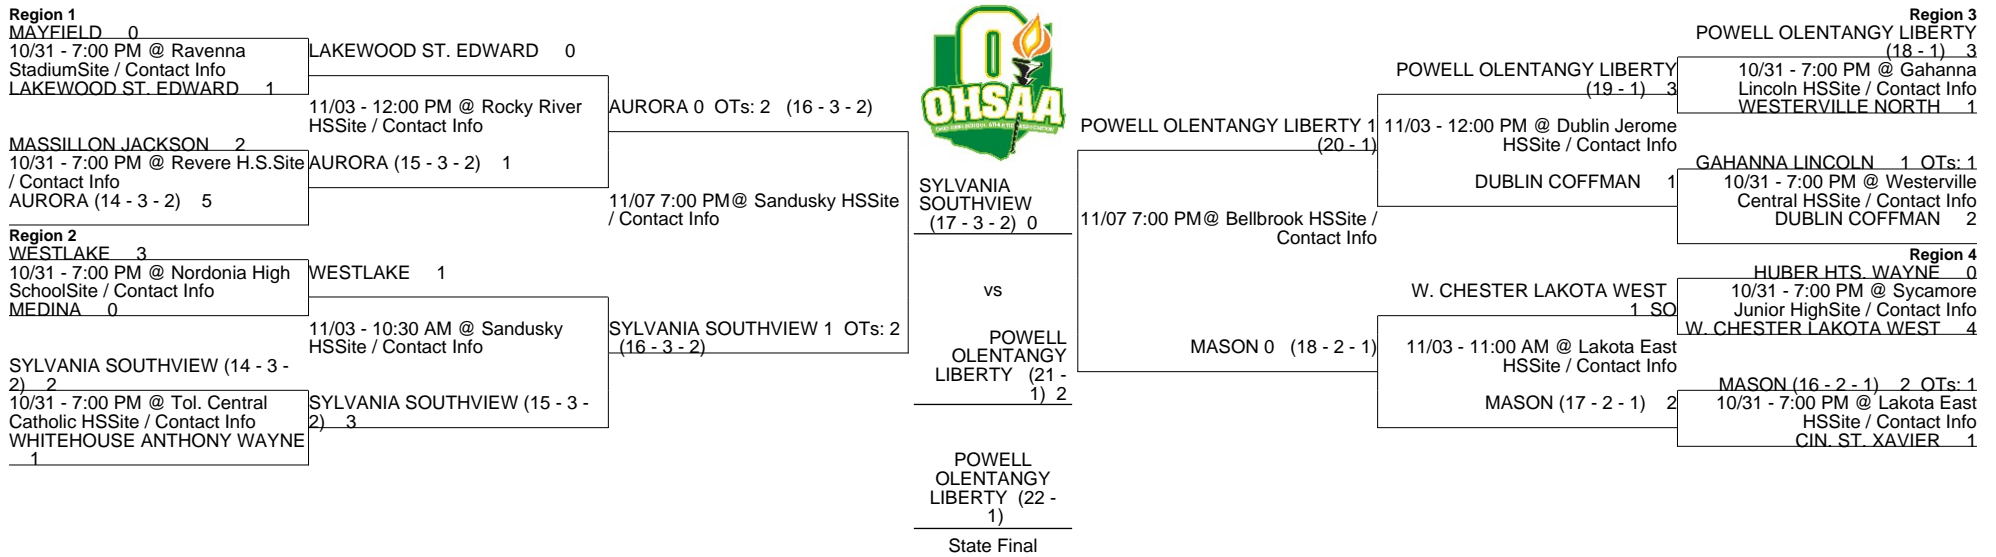 Region 1
MAYFIELD 0
10/31 - 7:00 PM @ Ravenna
StadiumSite / Contact Info
LAKEWOOD ST. EDWARD 1
MASSILLON JACKSON 2
10/31 - 7:00 PM @ Revere H.S.Site
/ Contact Info
AURORA (14 - 3 - 2) 5
Region 2
WESTLAKE 3
10/31 - 7:00 PM @ Nordonia High
SchoolSite / Contact Info
MEDINA 0
SYLVANIA SOUTHVIEW (14 - 3 -
2) 2
10/31 - 7:00 PM @ Tol. Central
Catholic HSSite / Contact Info
WHITEHOUSE ANTHONY WAYNE
1
LAKEWOOD ST. EDWARD 0
11/03 - 12:00 PM @ Rocky River
HSSite / Contact Info
AURORA (15 - 3 - 2) 1
WESTLAKE 1
11/03 - 10:30 AM @ Sandusky
HSSite / Contact Info
SYLVANIA SOUTHVIEW (15 - 3 -
2) 3
AURORA 0 OTs: 2 (16 - 3 - 2)
11/07 7:00 PM@ Sandusky HSSite
/ Contact Info
SYLVANIA SOUTHVIEW 1 OTs: 2
(16 - 3 - 2)
OHSAA
SYLVANIA
SOUTHVIEW
(17 - 3 - 2) 0
vs
POWELL
OLENTANGY
LIBERTY (21 -
1) 2
POWELL
OLENTANGY
LIBERTY (22 -
1)
State Final
POWELL OLENTANGY LIBERTY 1
(20 - 1)
11/07 7:00 PM@ Bellbrook HSSite /
Contact Info
MASON 0 (18 - 2 - 1)
POWELL OLENTANGY LIBERTY
(19 - 1) 3
11/03 - 12:00 PM @ Dublin Jerome
HSSite / Contact Info
DUBLIN COFFMAN 1
W. CHESTER LAKOTA WEST
1 SO
11/03 - 11:00 AM @ Lakota East
HSSite / Contact Info
MASON (17 - 2 - 1) 2
Region 3
POWELL OLENTANGY LIBERTY
(18 - 1) 3
10/31 - 7:00 PM @ Gahanna
Lincoln HSSite / Contact Info
WESTERVILLE NORTH 1
GAHANNA LINCOLN 1 OTs: 1
10/31 - 7:00 PM @ Westerville
Central HSSite / Contact Info
DUBLIN COFFMAN 2
Region 4
HUBER HTS. WAYNE 0
10/31 - 7:00 PM @ Sycamore
Junior HighSite / Contact Info
W. CHESTER LAKOTA WEST 4
MASON (16 - 2 - 1) 2 OTs: 1
10/31 - 7:00 PM @ Lakota East
HSSite / Contact Info
CIN. ST. XAVIER 1